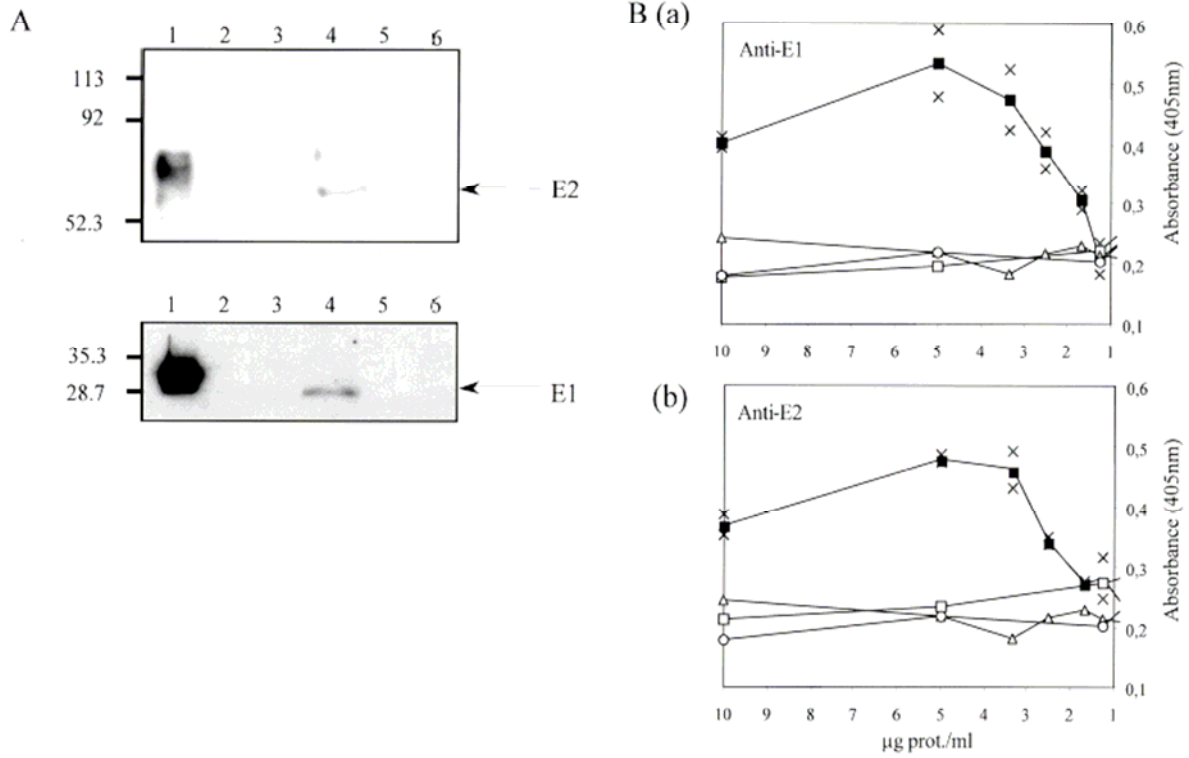 A
1 2 3 4 5 6
113
92
52.3
E2
1 2 3 4 5 6
35.3
28.7
E1
B (a)
Anti-E1
0,6
0,5
0,4
0,3
0,2
0,1
Absorbance (405nm)
10 9 8 7 6 5 4 3 2 1
(b)
Anti-E2
0,6
0,5
0,4
0,3
0,2
0,1
Absorbance (405nm)
10 9 8 7 6 5 4 3 2 1
µg prot./ml